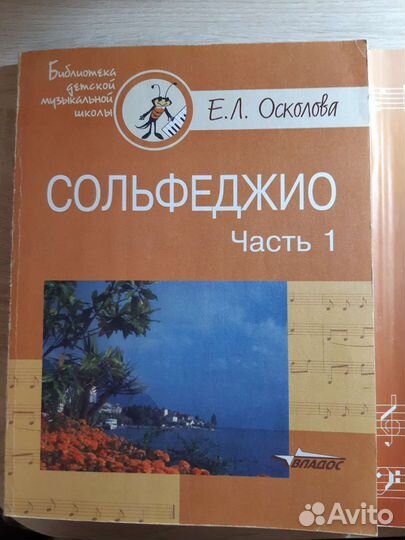 Библиотека
детской
музыкальной
школы
Е.Л. Осколова
СОЛЬФЕДЖИО
Часть 1
ВЛАДОС
Avito